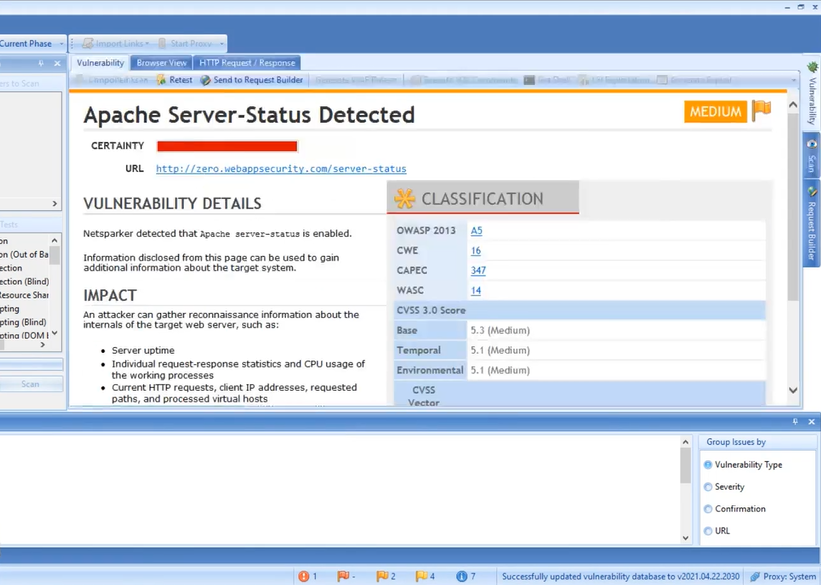 Current Phase
Import Links
Start Proxy
Vulnerability
Browser View
HTTP Request / Response
Retest
Send to Request Builder
ers to Scan
Apache Server-Status Detected
MEDIUM
CERTAINTY
URL
http://zero.webappsecurity.com/server-status
VULNERABILITY DETAILS
Netsparker detected that Apache server-status is enabled.
Information disclosed from this page can be used to gain
additional information about the target system.
IMPACT
An attacker can gather reconnaissance information about the
internals of the target web server, such as:
Server uptime
Individual request-response statistics and CPU usage of
the working processes
Current HTTP requests, client IP addresses, requested
paths, and processed virtual hosts
CLASSIFICATION
OWASP 2013 A5
CWE 16
CAPEC 347
WASC 14
CVSS 3.0 Score
Base 5.3 (Medium)
Temporal 5.1 (Medium)
Environmental 5.1 (Medium)
CVSS
Vector
Tests
on
on (Out of Ba
ection
ection (Blind)
Resource Shar
pting
pting (Blind)
pting (DOM
Scan
Vulnerability
Scan
Request Builder
Group Issues by
Vulnerability Type
Severity
Confirmation
URL
1
-
2
4
7
Successfully updated vulnerability database to v2021.04.22.2030
Proxy: System